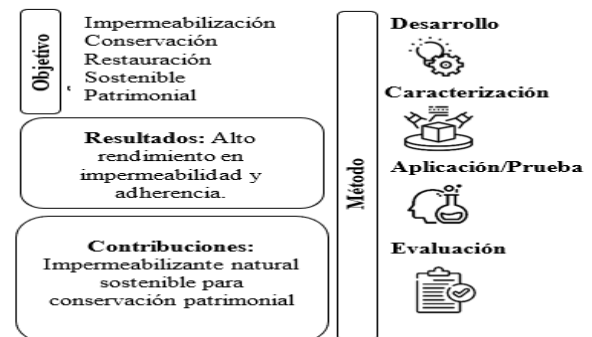 Objetivo
Impermeabilización
Conservación
Restauración
Sostenible
Patrimonial
Resultados: Alto
rendimiento en
impermeabilidad y
adherencia.
Contribuciones:
Impermeabilizante natural
sostenible para
conservación patrimonial
Método
Desarrollo
Caracterización
Aplicación/Prueba
Evaluación